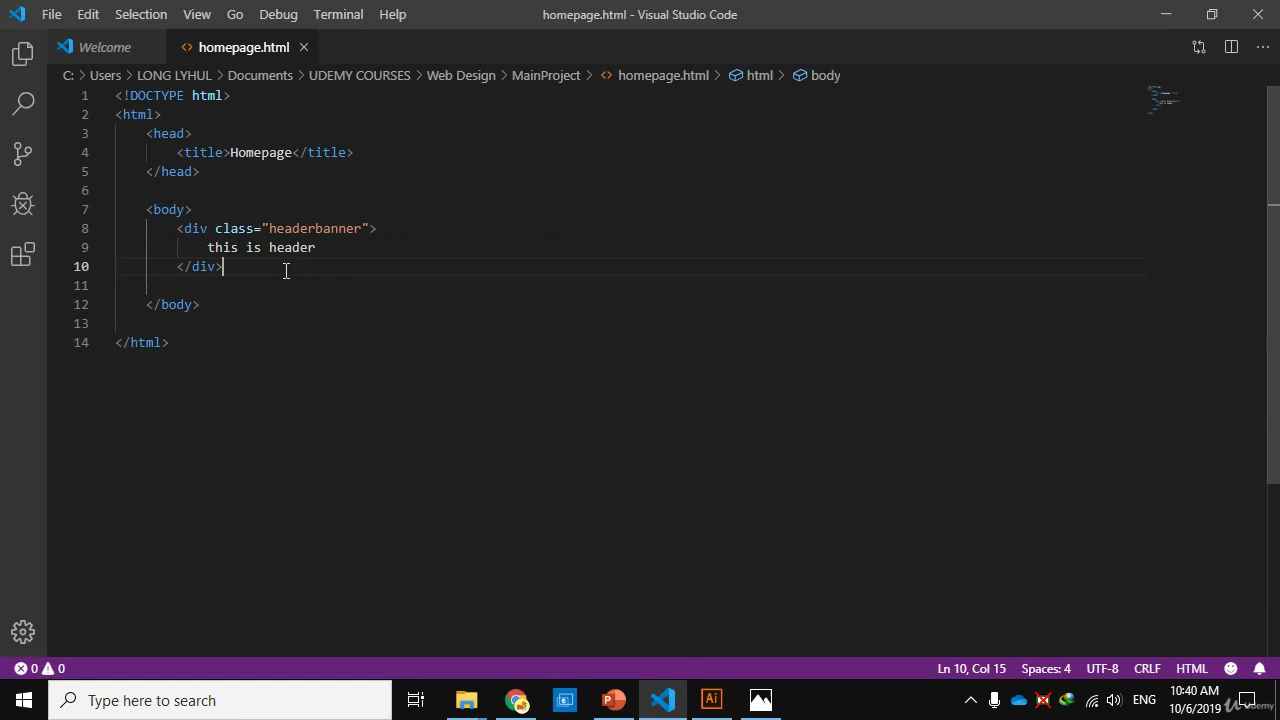 File Edit Selection View Go Debug Terminal Help
homepage.html - Visual Studio Code
Welcome
homepage.html
C: > Users > LONG LYHUL > Documents > UDEMY COURSES > Web Design > MainProject > homepage.html > html > body
1 <!DOCTYPE html>
2 <html>
3 <head>
4 <title>Homepage</title>
5 </head>
6
7 <body>
8 <div class="headerbanner">
9 this is header
10 </div>
11
12 </body>
13
14 </html>
0 0
Ln 10, Col 15 Spaces: 4 UTF-8 CRLF HTML
Type here to search
Ai
ENG
10:40 AM
10/6/2019
Udemy